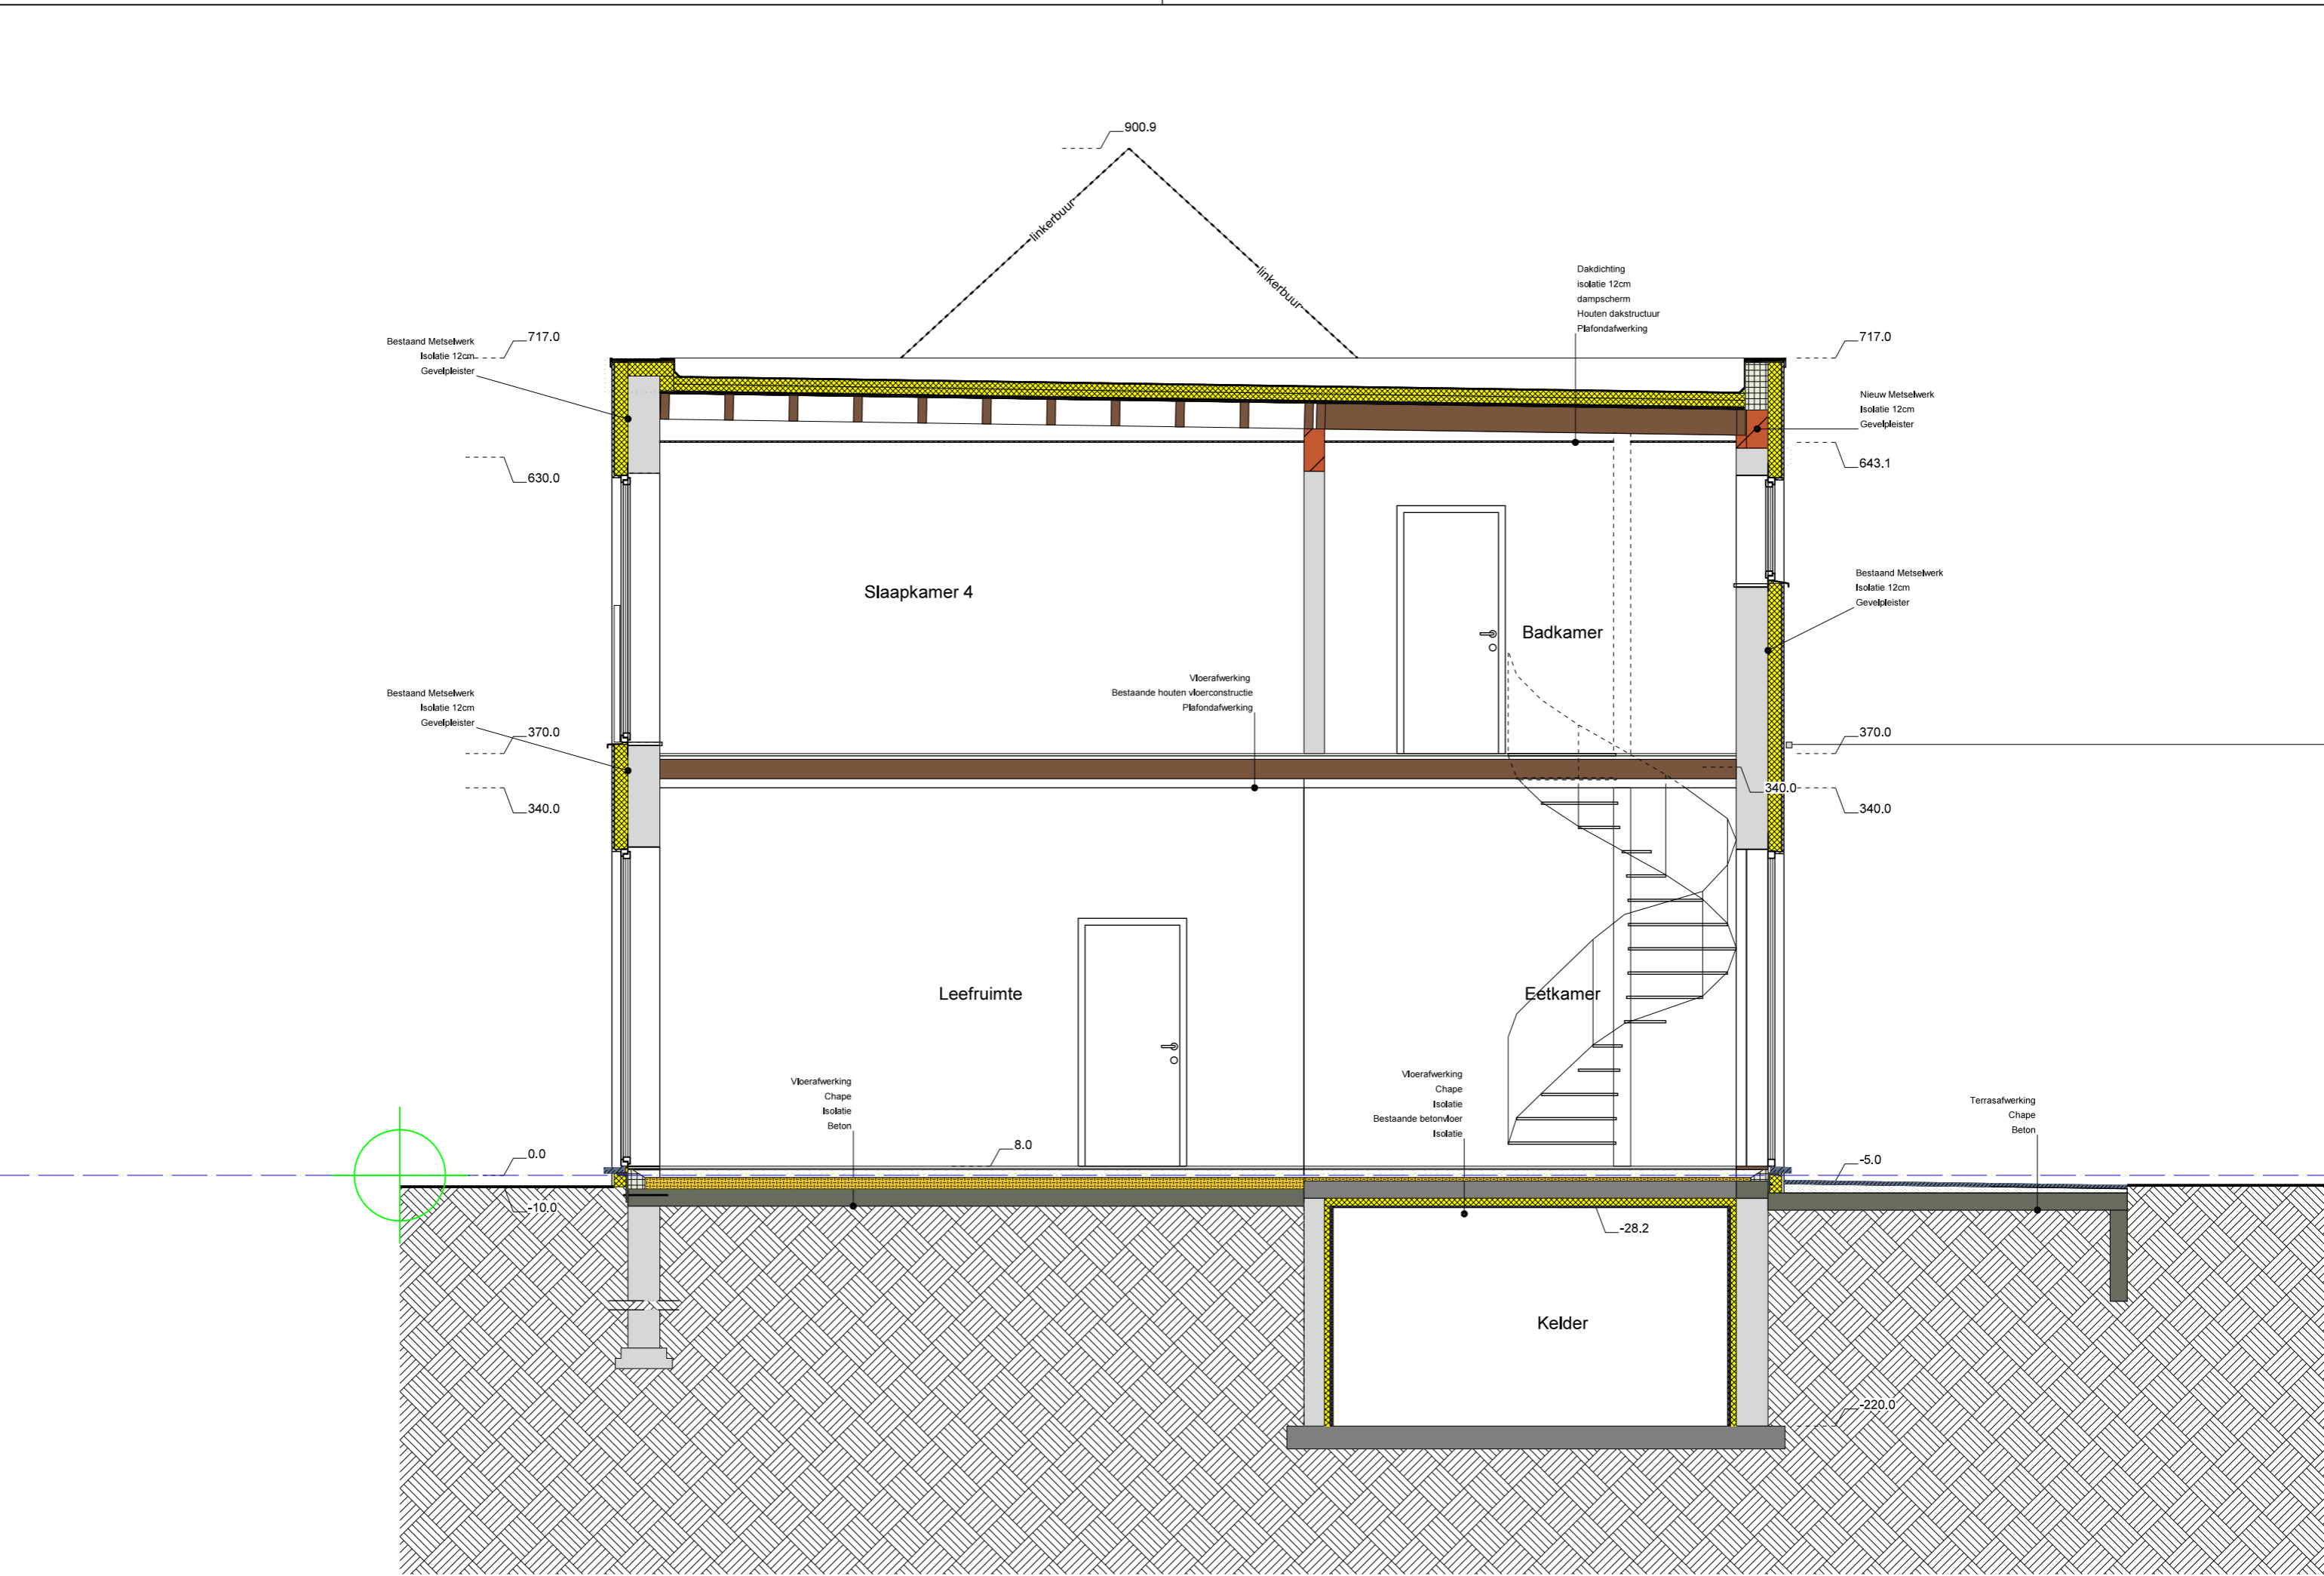 900.9
linkerbuur
linkerbuur
Dakdichting
isolatie 12cm
dampscherm
Houten dakstructuur
Plafondafwerking
Bestaand Metselwerk
Isolatie 12cm
Gevelpleister
717.0
717.0
Nieuw Metselwerk
Isolatie 12cm
Gevelpleister
630.0
643.1
Slaapkamer 4
Badkamer
Bestaand Metselwerk
Isolatie 12cm
Gevelpleister
Bestaand Metselwerk
Isolatie 12cm
Gevelpleister
Vloerafwerking
Bestaande houten vloerconstructie
Plafondafwerking
370.0
370.0
340.0
340.0
340.0
Leefruimte
Eetkamer
Vloerafwerking
Chape
Isolatie
Beton
Vloerafwerking
Chape
Isolatie
Bestaande betonvloer
Isolatie
Terrasafwerking
Chape
Beton
0.0
8.0
-5.0
-10.0
-28.2
Kelder
-220.0